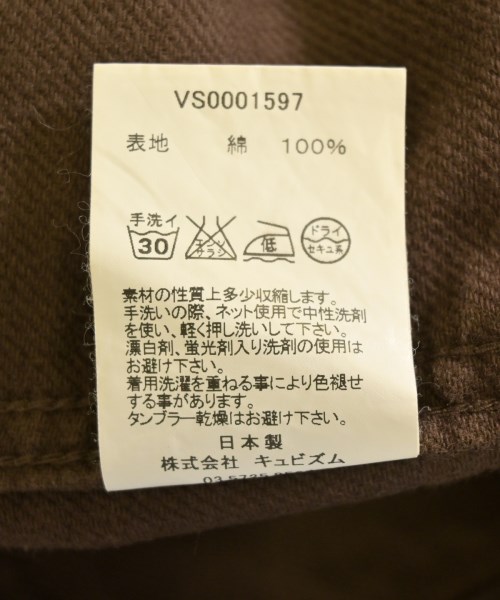 VS0001597
表地 綿 100%
手洗イ
30 エンソ サラシ 低 ドライ セキユ系
素材の性質上多少収縮します。
手洗いの際、ネット使用で中性洗剤
を使い、軽く押し洗いして下さい。
漂白剤、蛍光剤入り洗剤の使用は
お避け下さい。
着用洗濯を重ねる事により色褪せ
する事があります。
タンブラー乾燥はお避け下さい。
日本製
株式会社 キュビズム